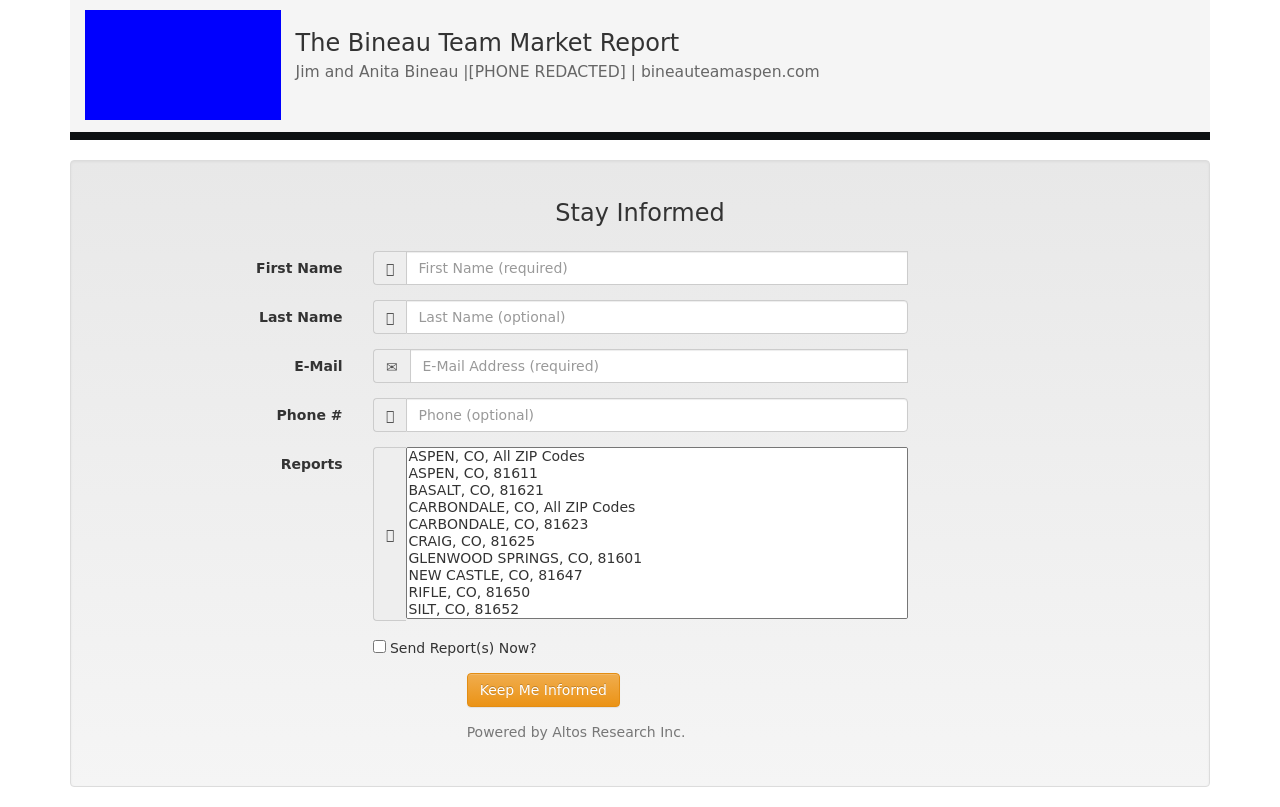 The Bineau Team Market Report
Jim and Anita Bineau |[PHONE REDACTED] | bineauteamaspen.com
Stay Informed
First Name
First Name (required)
Last Name
Last Name (optional)
E-Mail
✉
E-Mail Address (required)
Phone #
Phone (optional)
Reports
ASPEN, CO, All ZIP Codes
ASPEN, CO, 81611
BASALT, CO, 81621
CARBONDALE, CO, All ZIP Codes
CARBONDALE, CO, 81623
CRAIG, CO, 81625
GLENWOOD SPRINGS, CO, 81601
NEW CASTLE, CO, 81647
RIFLE, CO, 81650
SILT, CO, 81652
Send Report(s) Now?
Keep Me Informed
Powered by Altos Research Inc.